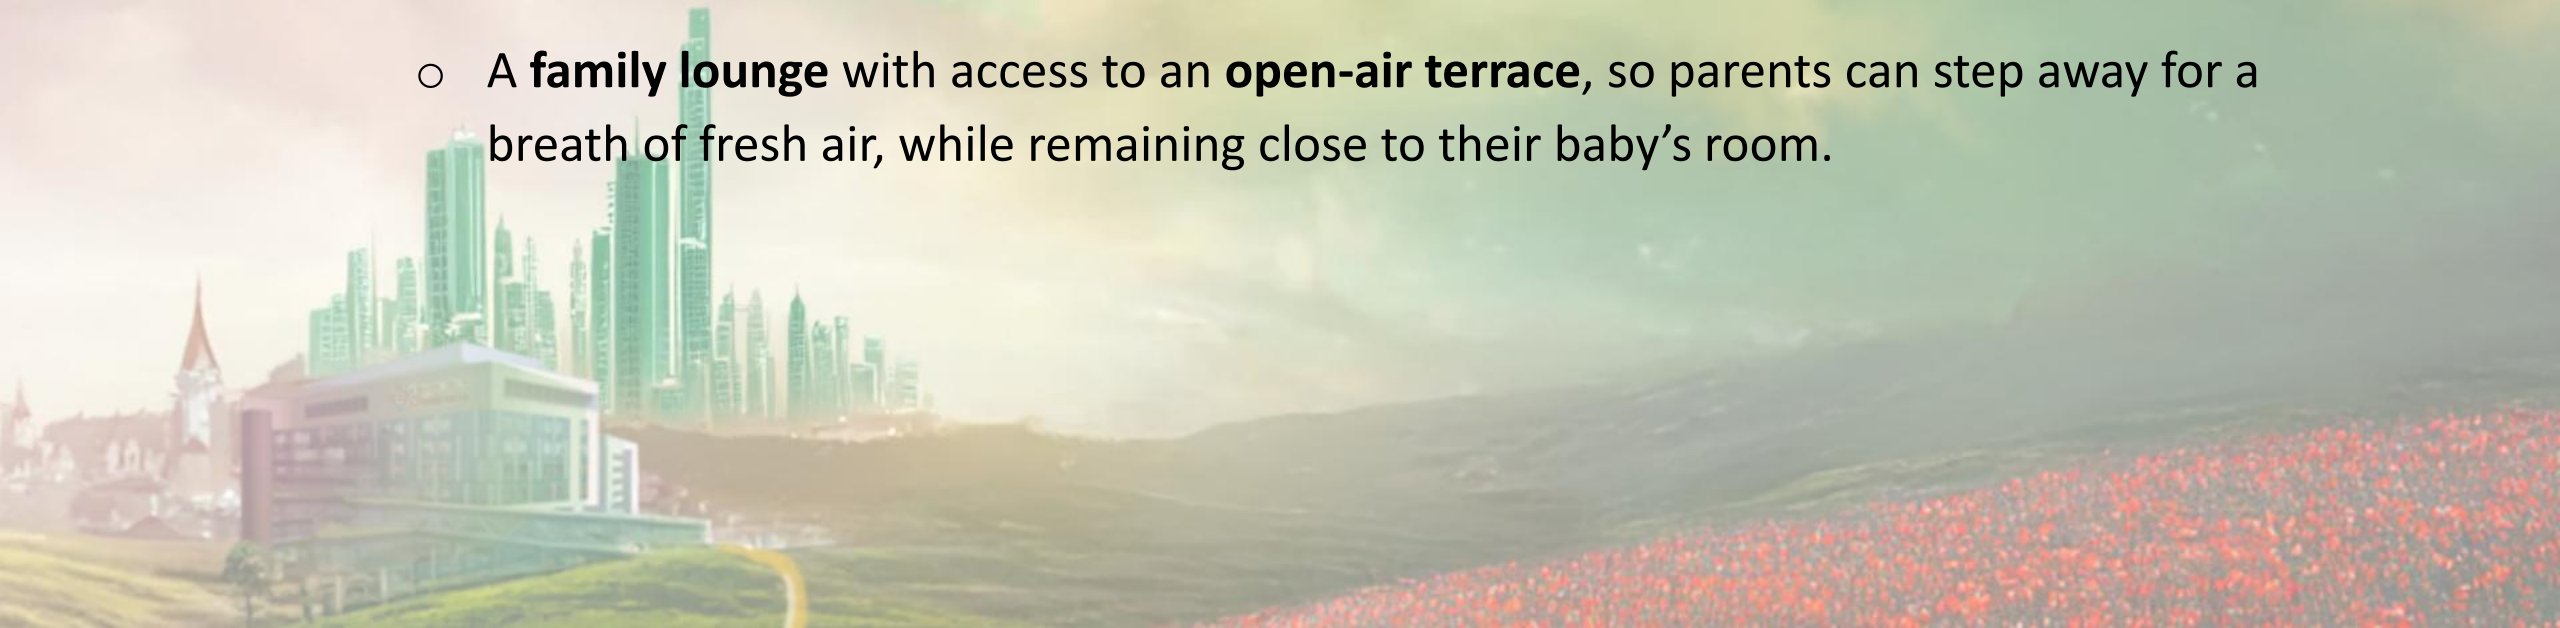 ○ A family lounge with access to an open-air terrace, so parents can step away for a
breath of fresh air, while remaining close to their baby’s room.